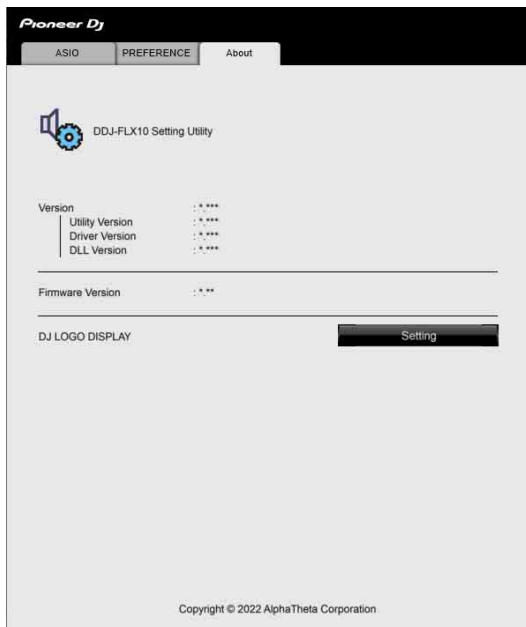 Pioneer Dj
ASIO PREFERENCE About
DDJ-FLX10 Setting Utility
Version : *.***
Utility Version : *.***
Driver Version : *.***
DLL Version : *.***
Firmware Version : *.**
DJ LOGO DISPLAY Setting
Copyright © 2022 AlphaTheta Corporation